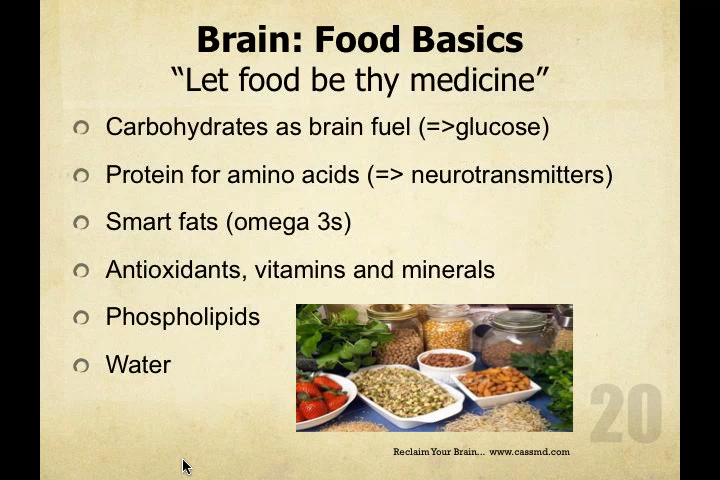 Brain: Food Basics
“Let food be thy medicine”
Carbohydrates as brain fuel (=>glucose)
Protein for amino acids (=> neurotransmitters)
Smart fats (omega 3s)
Antioxidants, vitamins and minerals
Phospholipids
Water
20
Reclaim Your Brain... www.cassmd.com